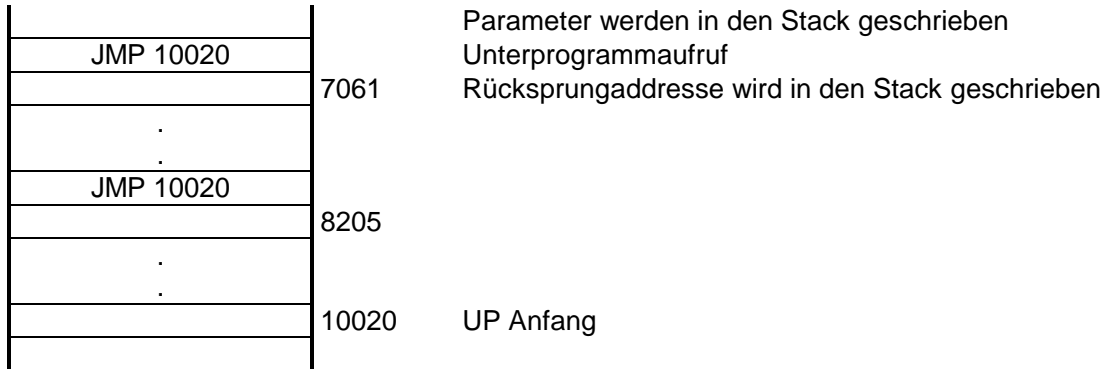 Parameter werden in den Stack geschrieben
JMP 10020 Unterprogrammaufruf
7061 Rücksprungaddresse wird in den Stack geschrieben
.
.
JMP 10020
8205
.
.
10020 UP Anfang